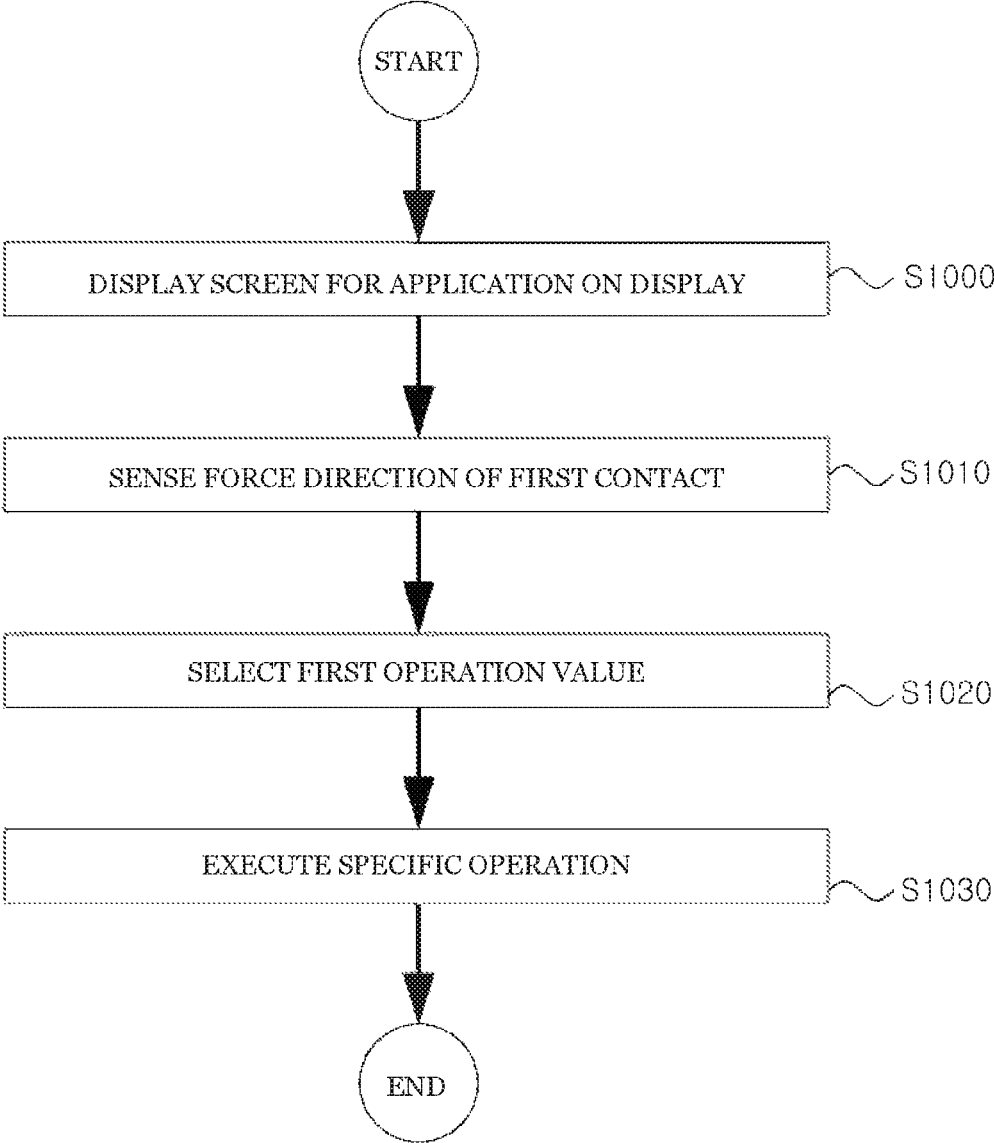 START
DISPLAY SCREEN FOR APPLICATION ON DISPLAY
S1000
SENSE FORCE DIRECTION OF FIRST CONTACT
S1010
SELECT FIRST OPERATION VALUE
S1020
EXECUTE SPECIFIC OPERATION
S1030
END